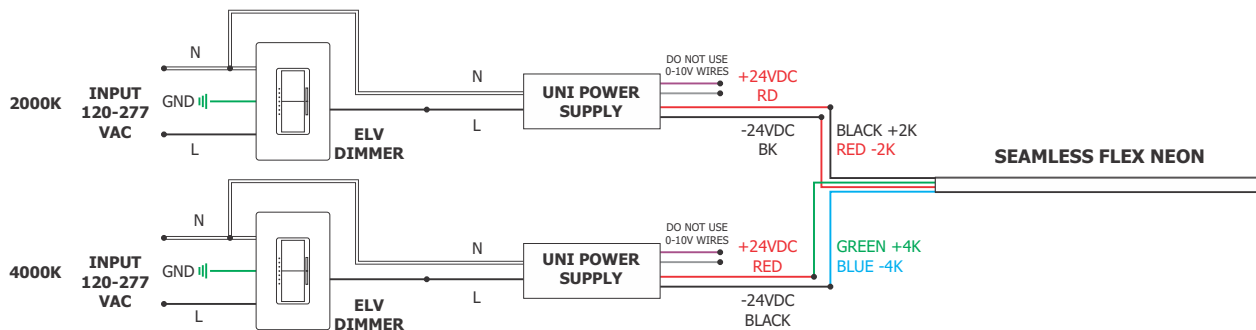 2000K
INPUT
120-277
VAC
N
GND
L
ELV
DIMMER
N
L
UNI POWER
SUPPLY
DO NOT USE
0-10V WIRES
+24VDC
RD
-24VDC
BK
BLACK +2K
RED -2K
SEAMLESS FLEX NEON
4000K
INPUT
120-277
VAC
N
GND
L
ELV
DIMMER
N
L
UNI POWER
SUPPLY
DO NOT USE
0-10V WIRES
+24VDC
RED
-24VDC
BLACK
GREEN +4K
BLUE -4K